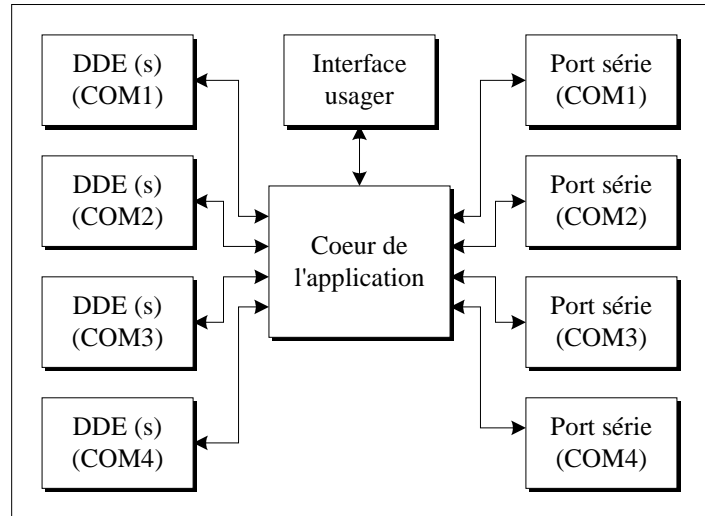 DDE (s)
(COM1)
Interface
usager
Port série
(COM1)
DDE (s)
(COM2)
Port série
(COM2)
Coeur de
l'application
DDE (s)
(COM3)
Port série
(COM3)
DDE (s)
(COM4)
Port série
(COM4)